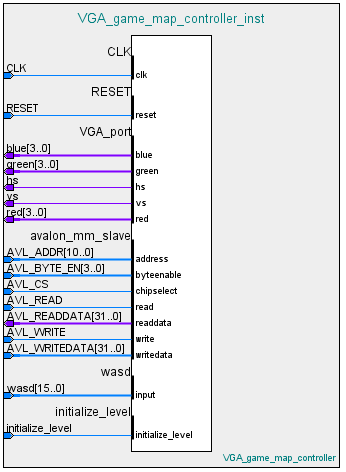 VGA_game_map_controller_inst
CLK
CLK
clk
RESET
RESET
reset
VGA_port
blue[3..0]
blue
green[3..0]
green
hs
hs
vs
vs
red[3..0]
red
avalon_mm_slave
AVL_ADDR[10..0]
address
AVL_BYTE_EN[3..0]
byteenable
AVL_CS
chipselect
AVL_READ
read
AVL_READDATA[31..0]
readdata
AVL_WRITE
write
AVL_WRITEDATA[31..0]
writedata
wasd
wasd[15..0]
input
initialize_level
initialize_level
initialize_level
VGA_game_map_controller